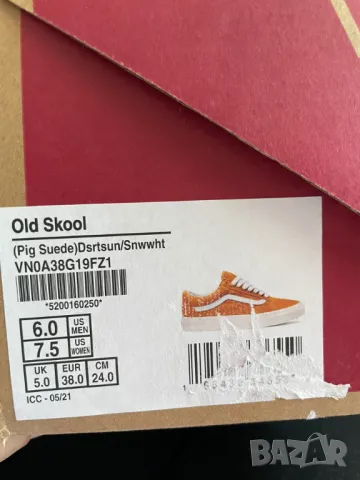 Old Skool
(Pig Suede)Dsrtsun/Snwwht
VN0A38G19FZ1
*5200160250*
6.0 US MEN
7.5 US WOMEN
UK 5.0 EUR 38.0 CM 24.0
ICC - 05/21
bazar